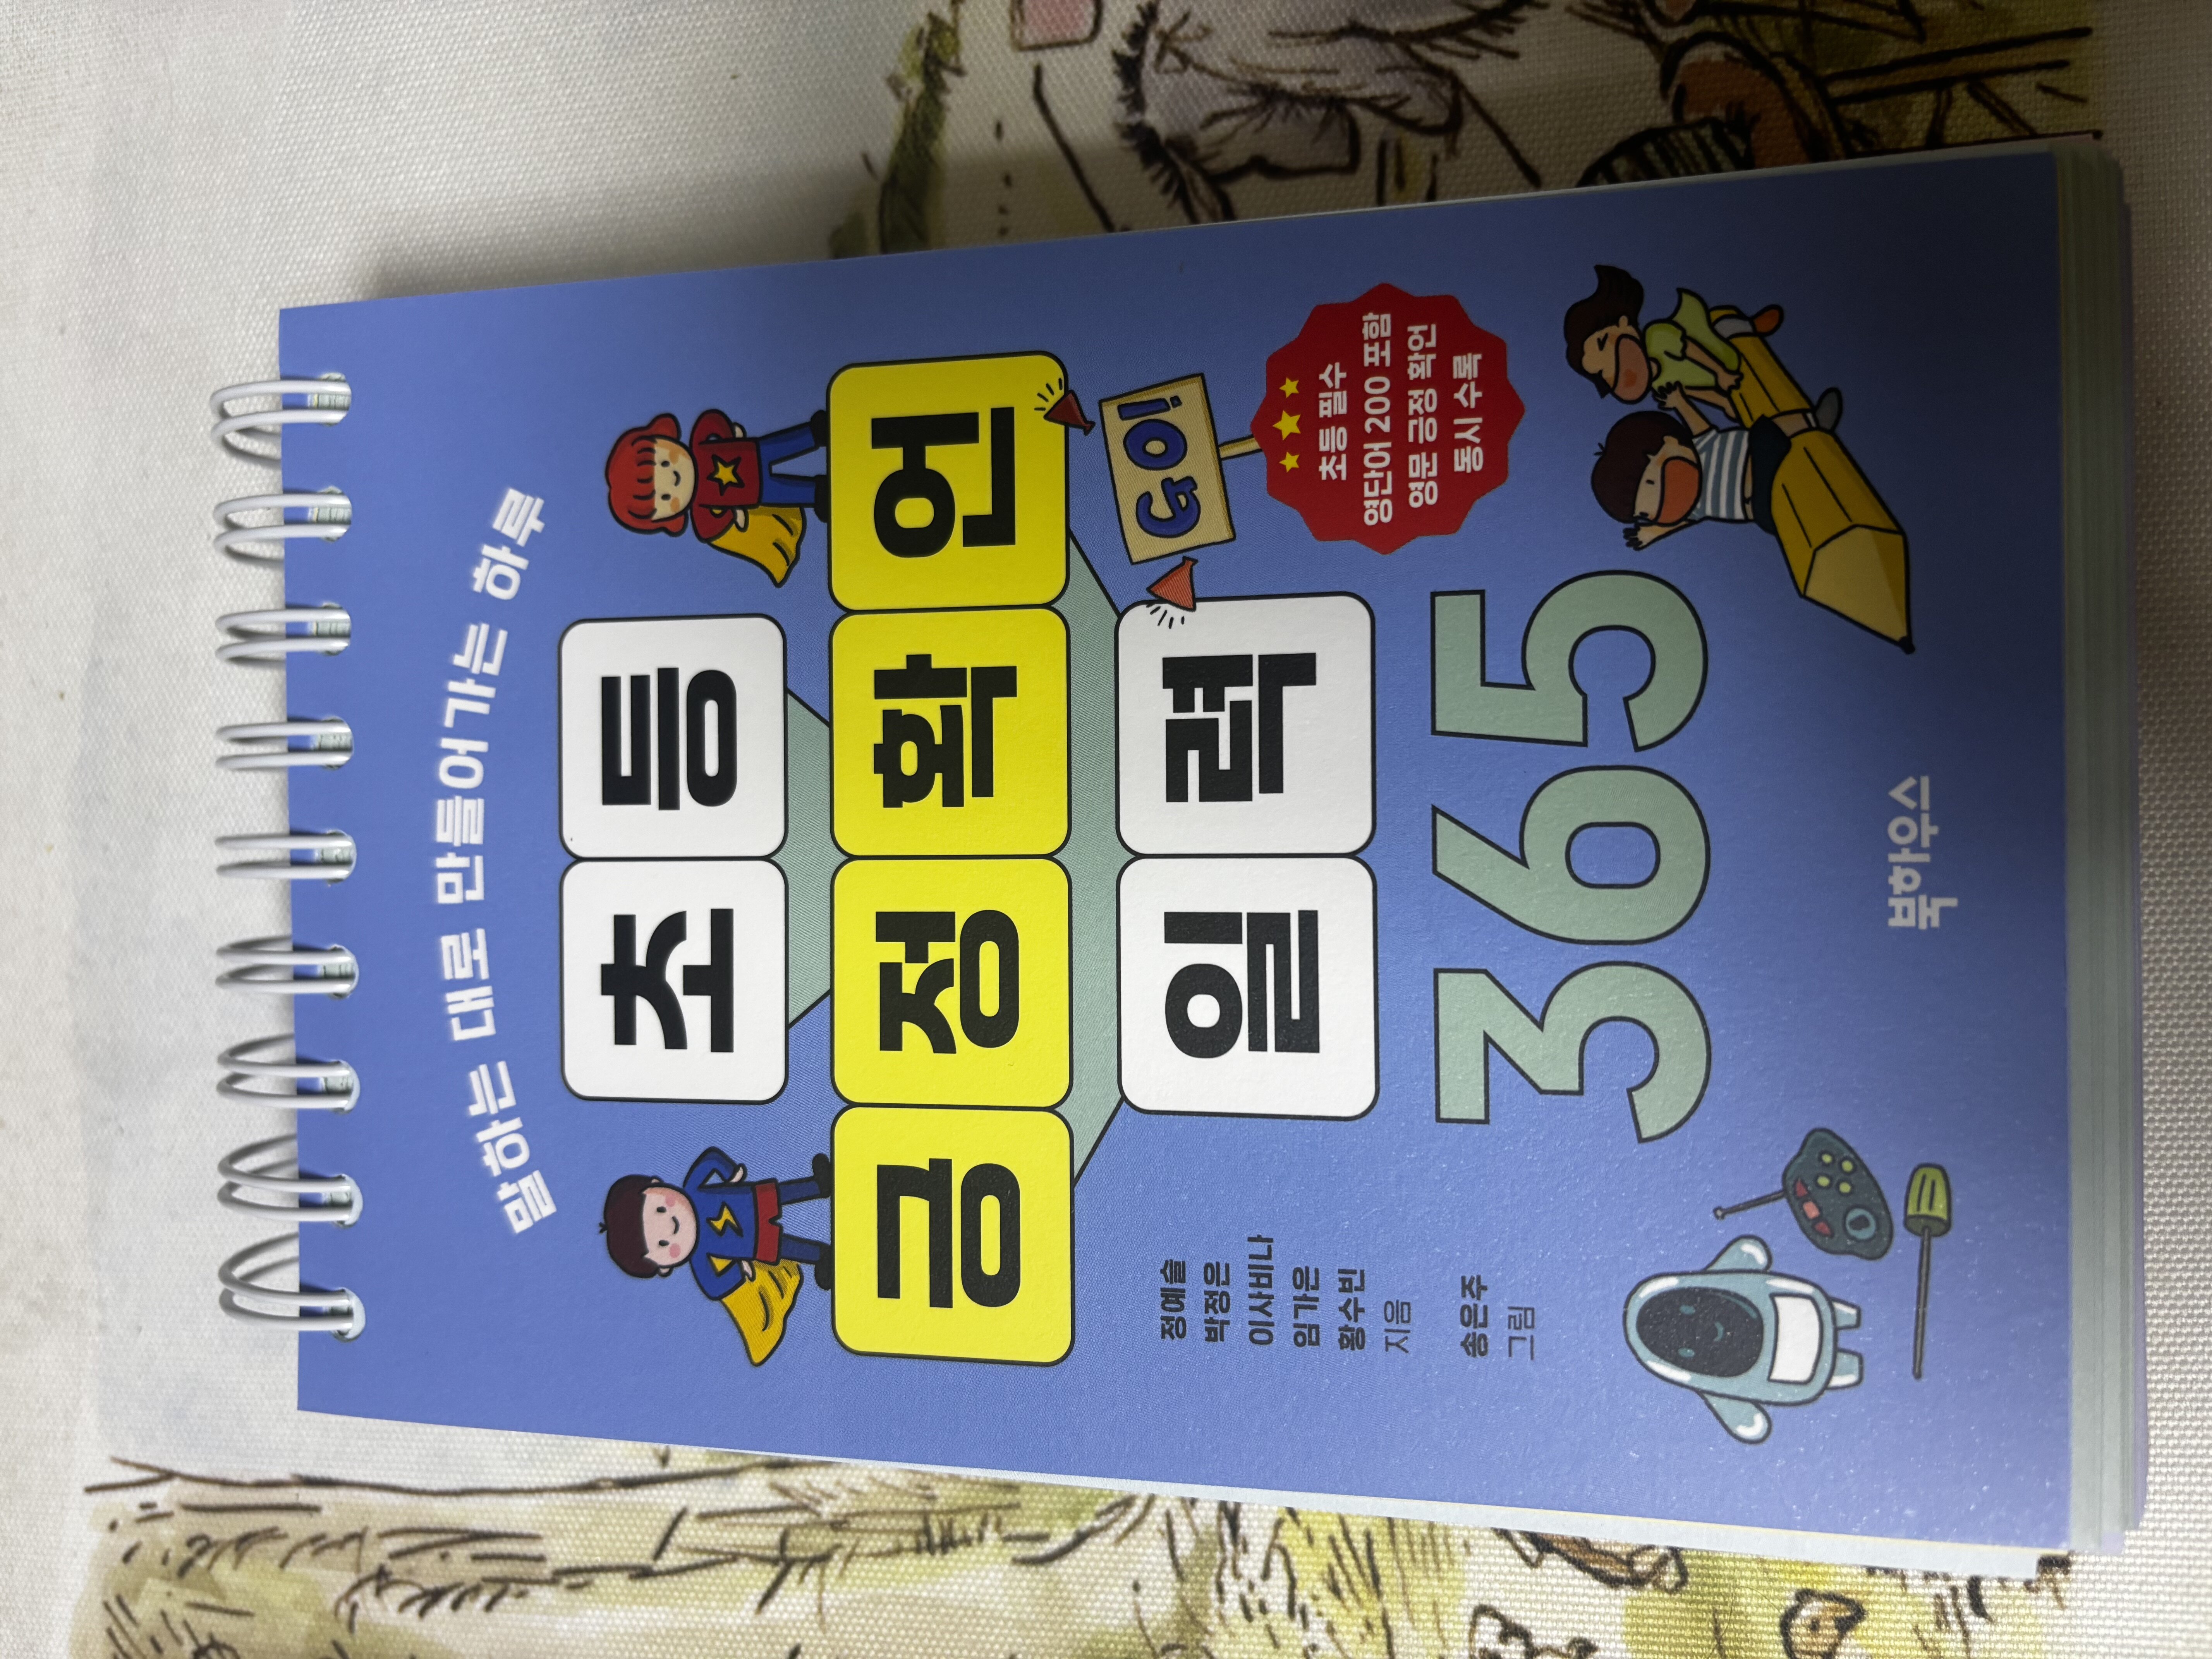 말하는 대로 만들어가는 하루
초등
긍정확언
일력
365
GO!
정예슬
박정은
이사비나
임가은
황수빈
지음
송은주
그림
초등 필수
영단어 200 포함
영문 긍정 확언
동시 수록
북하우스